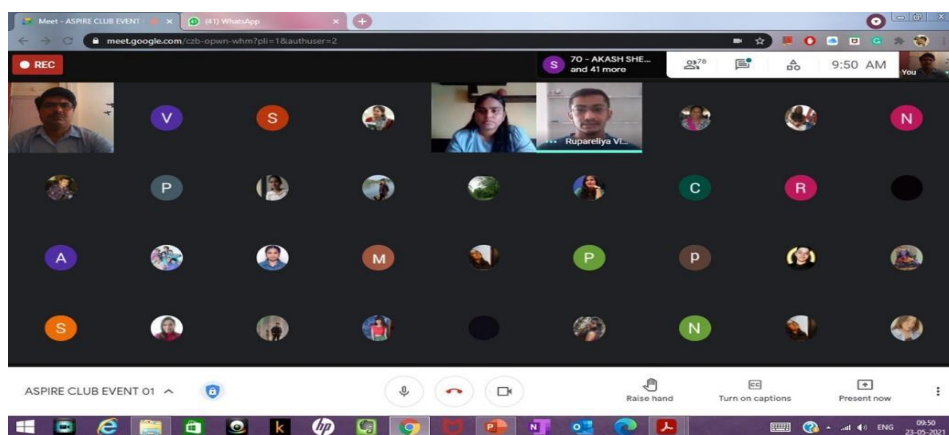 Meet - ASPIRE CLUB EVENT
(41) WhatsApp
meet.google.com/czb-opwn-whm?pli=1&authuser=2
REC
S
70 - AKASH SHE...
and 41 more
78
9:50 AM
You
V
S
Rupareliya Vi...
N
P
C
R
A
M
P
P
S
N
ASPIRE CLUB EVENT 01
Raise hand
CC
Turn on captions
Present now
ENG
09:50
23-05-2021